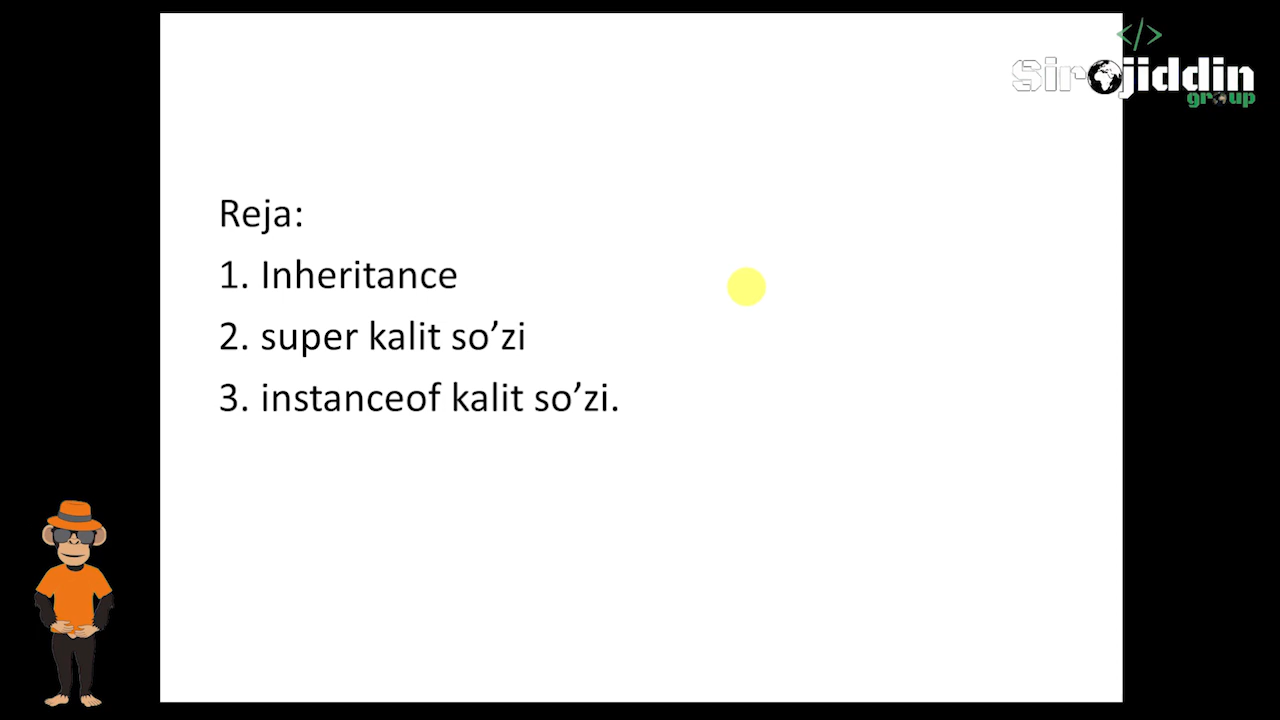 </>
Sirojiddin
group
Reja:
1. Inheritance
2. super kalit so’zi
3. instanceof kalit so’zi.